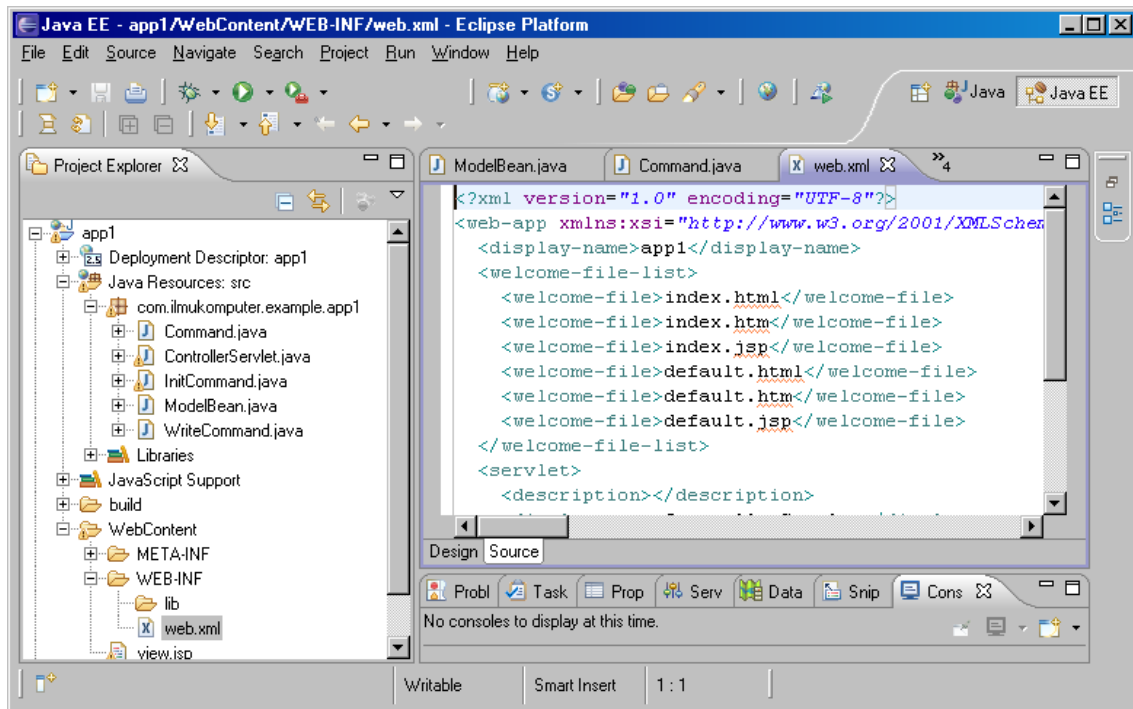 Java EE - app1/WebContent/WEB-INF/web.xml - Eclipse Platform
File Edit Source Navigate Search Project Run Window Help
Java Java EE
Project Explorer
app1
2.5 Deployment Descriptor: app1
Java Resources: src
com.ilmukomputer.example.app1
Command.java
ControllerServlet.java
InitCommand.java
ModelBean.java
WriteCommand.java
Libraries
JavaScript Support
build
WebContent
META-INF
WEB-INF
lib
web.xml
view.jsp
ModelBean.java Command.java web.xml »4
<?xml version="1.0" encoding="UTF-8"?>
<web-app xmlns:xsi="http://www.w3.org/2001/XMLSchem
<display-name>app1</display-name>
<welcome-file-list>
<welcome-file>index.html</welcome-file>
<welcome-file>index.htm</welcome-file>
<welcome-file>index.jsp</welcome-file>
<welcome-file>default.html</welcome-file>
<welcome-file>default.htm</welcome-file>
<welcome-file>default.jsp</welcome-file>
</welcome-file-list>
<servlet>
<description></description>
Design Source
Probl Task Prop Serv Data Snip Cons
No consoles to display at this time.
Writable Smart Insert 1 : 1